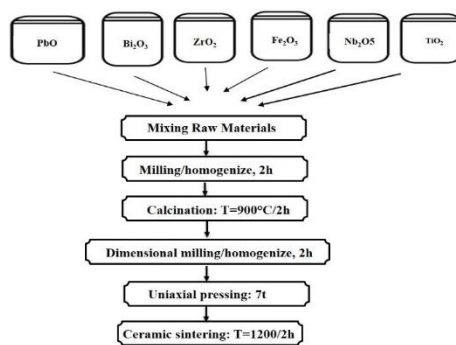 PbO
Bi₂O₃
ZrO₂
Fe₂O₃
Nb₂O5
TiO₂
Mixing Raw Materials
Milling/homogenize, 2h
Calcination: T=900°C/2h
Dimensional milling/homogenize, 2h
Uniaxial pressing: 7t
Ceramic sintering: T=1200/2h